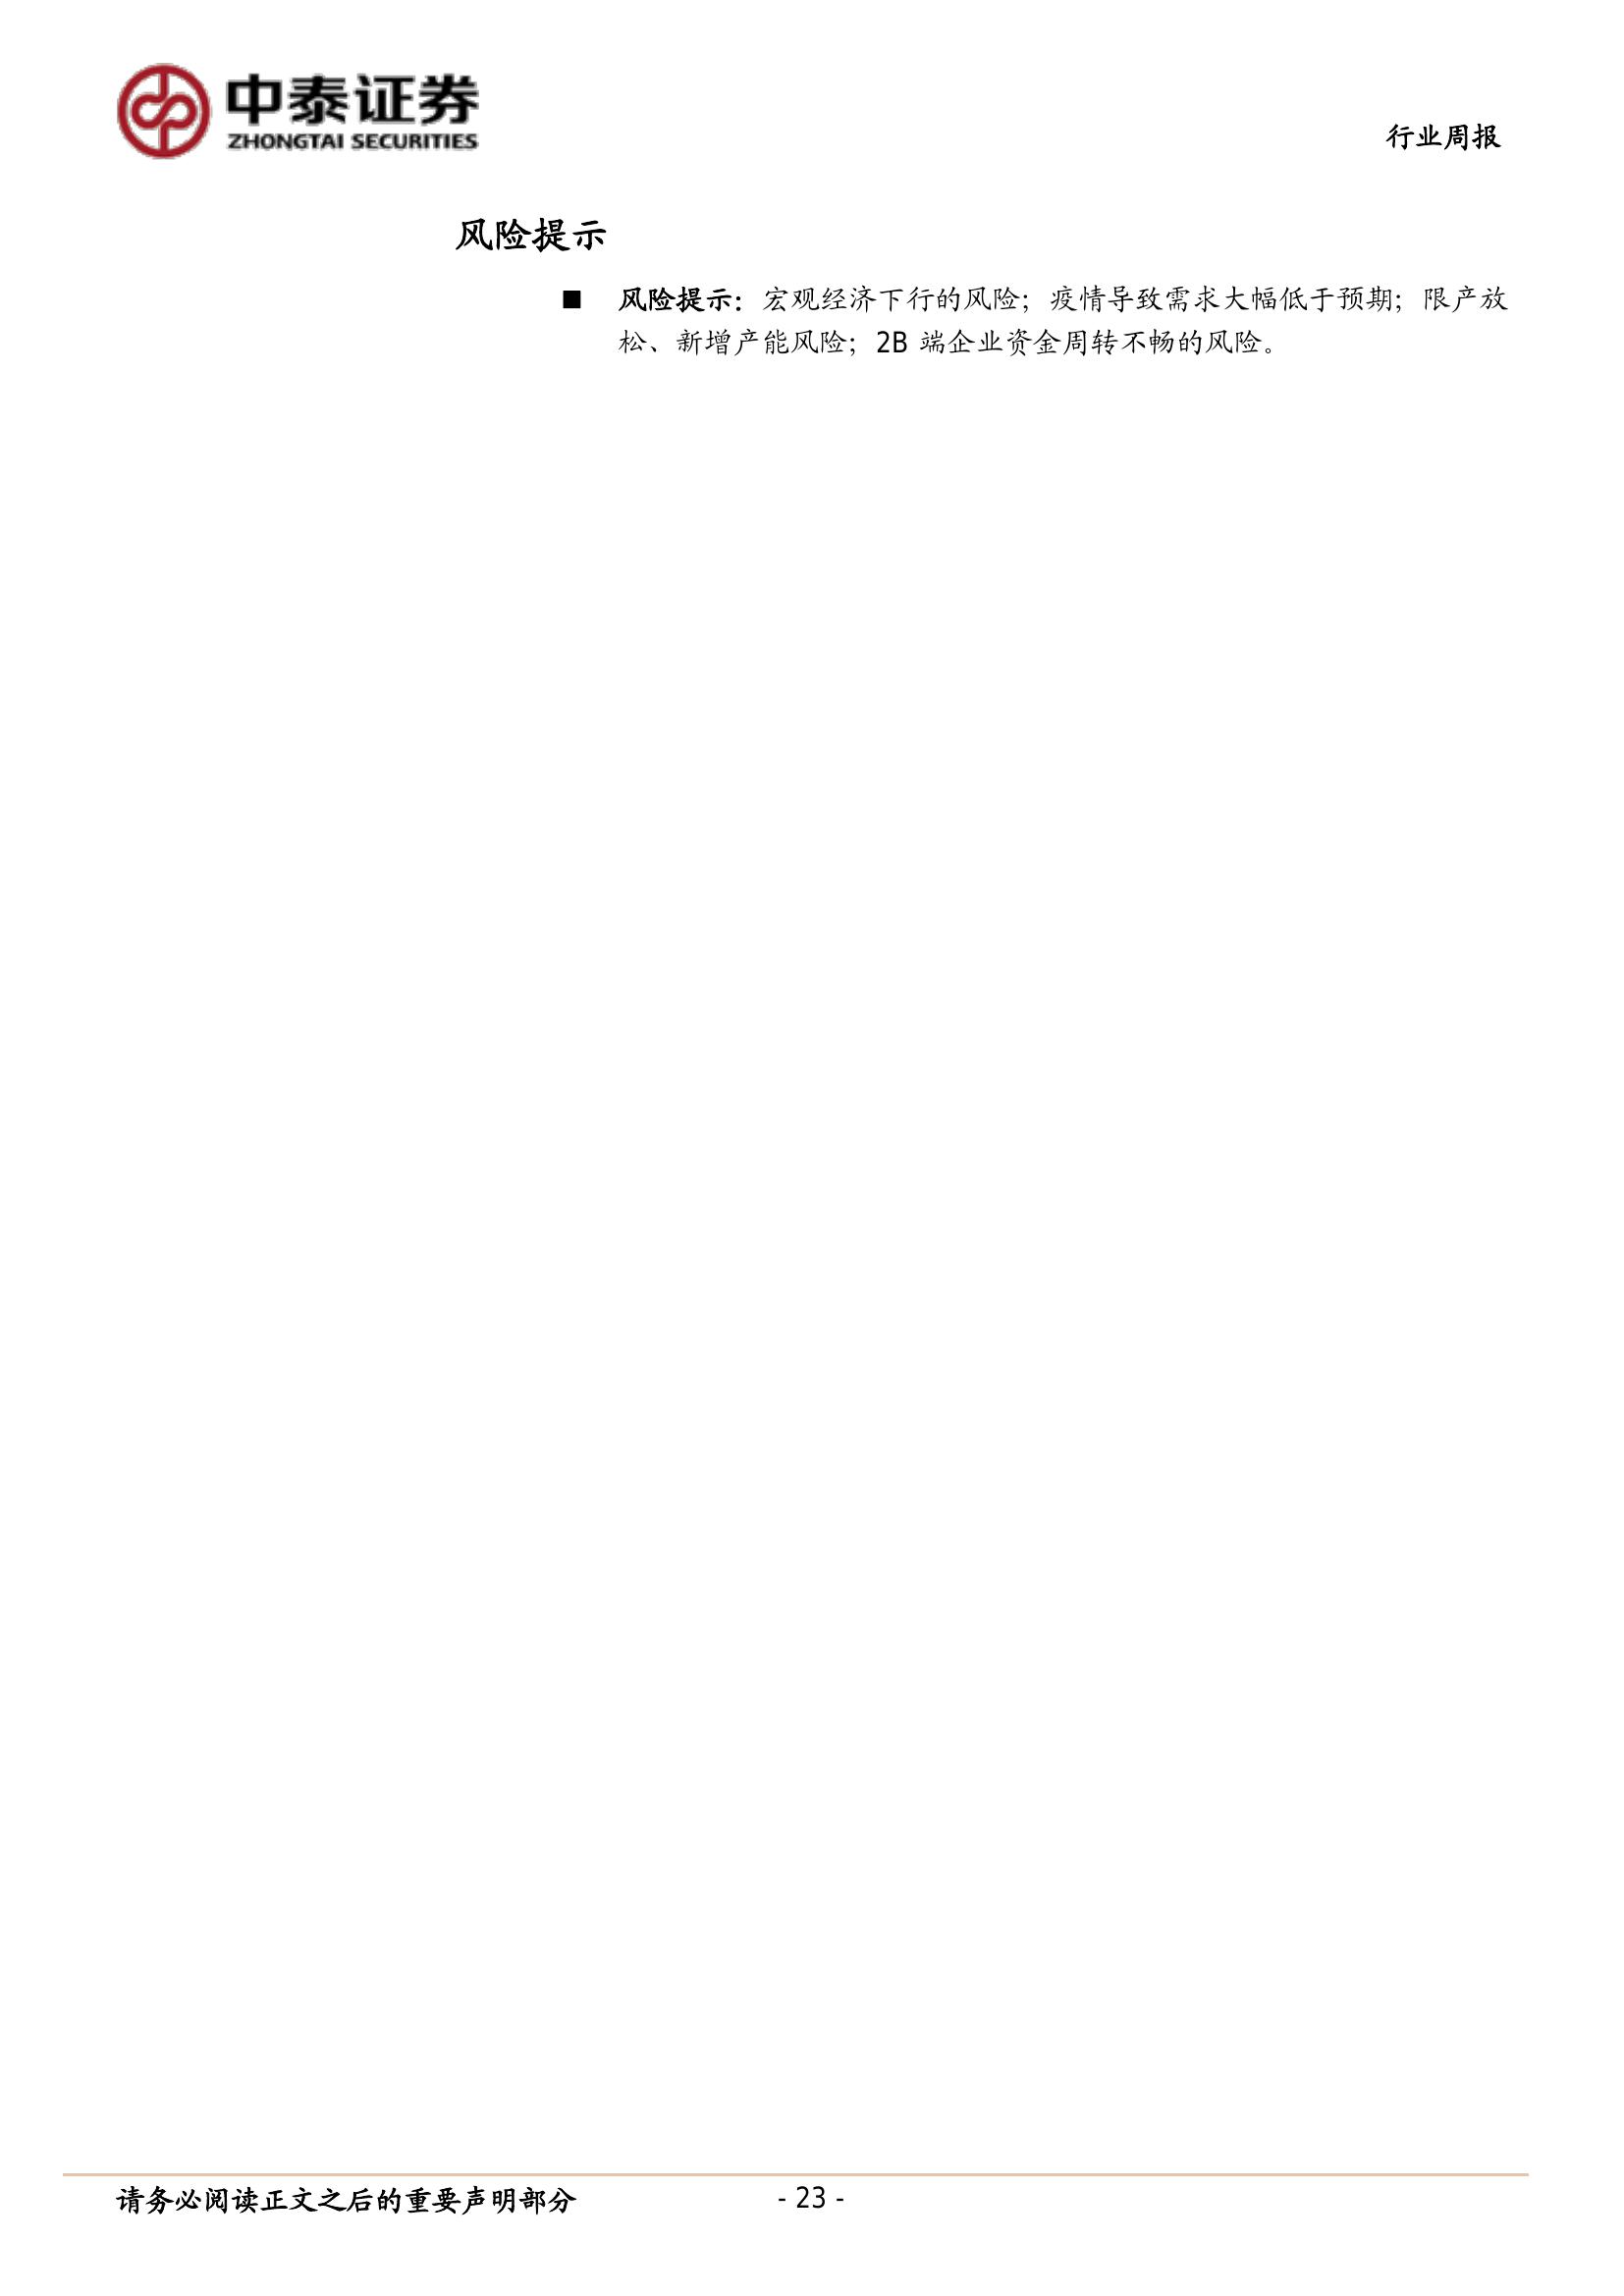 中泰证券
ZHONGTAI SECURITIES
行业周报
风险提示
■ 风险提示：宏观经济下行的风险；疫情导致需求大幅低于预期；限产放
松、新增产能风险；2B 端企业资金周转不畅的风险。
请务必阅读正文之后的重要声明部分
- 23 -